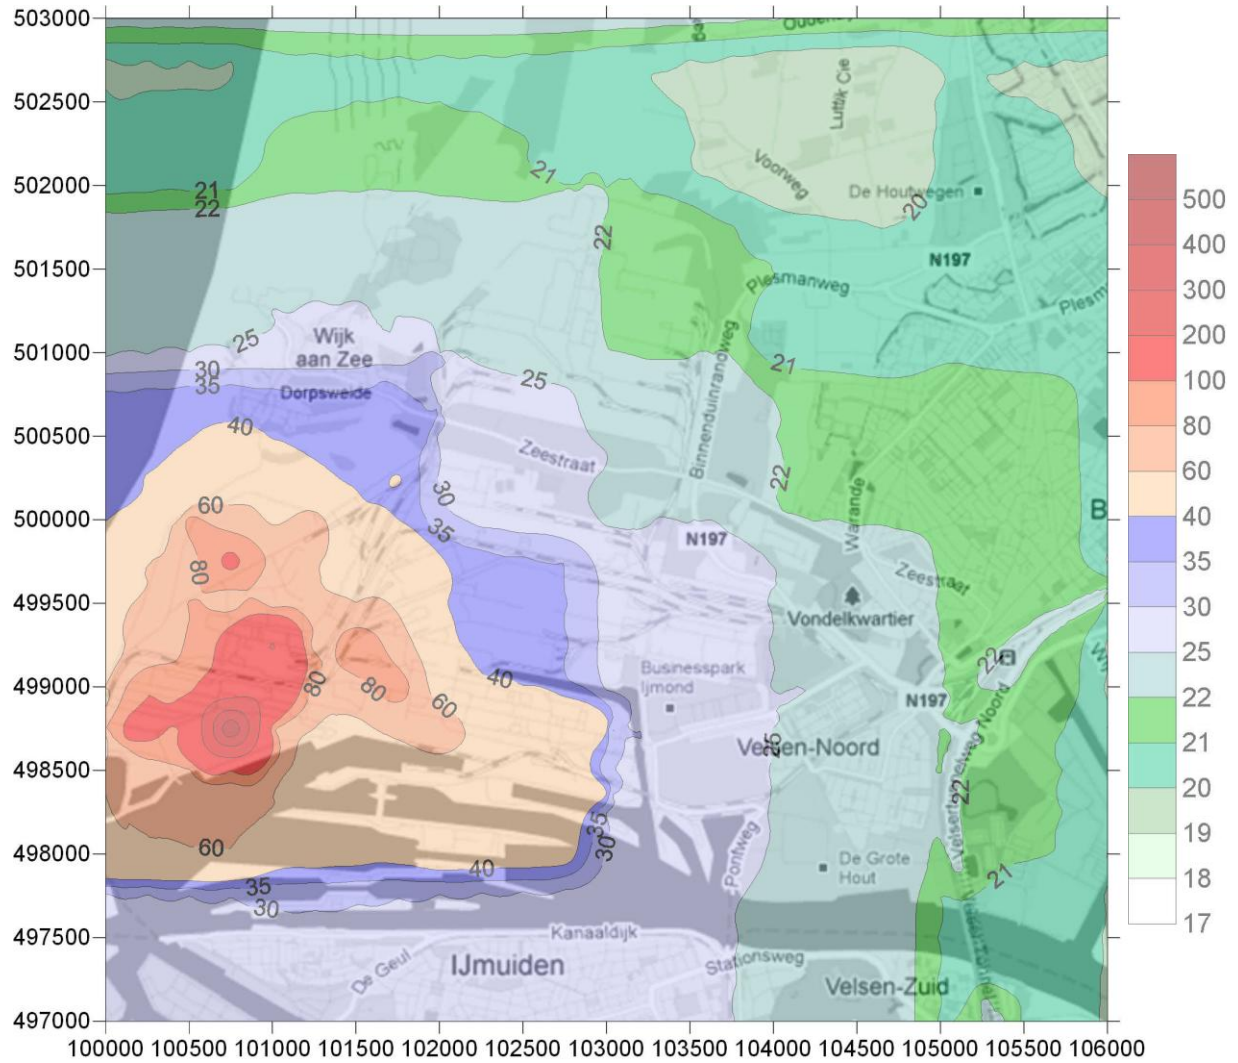 503000
502500
502000
501500
501000
500500
500000
499500
499000
498500
498000
497500
497000
100000 100500 101000 101500 102000 102500 103000 103500 104000 104500 105000 105500 106000
500
400
300
200
100
80
60
40
35
30
25
22
21
20
19
18
17
Luttik Cie
Voorweg
De Houtwegen
20
21
22
21
22
N197
Plesmanweg
25
Wijk
aan Zee
30
35
Dorpsweide
25
21
Binnenduinrandweg
40
Zeestraat
22
60
30
35
N197
Warande
Zeestraat
80
Vondelkwartier
22
80
80
60
40
Businesspark
Ijmond
N197
25
Velsen-Noord
22
35
30
60
40
35
30
Pontweg
De Grote
Hout
21
Kanaaldijk
De Geul
IJmuiden
Stationsweg
Velsen-Zuid